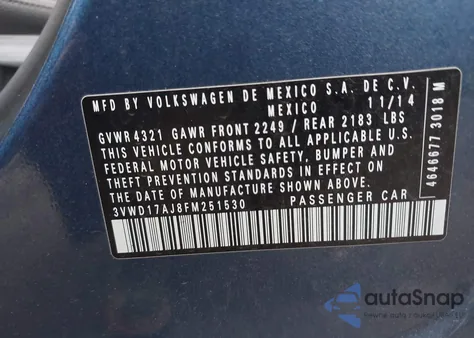 MFD BY VOLKSWAGEN DE MEXICO S.A. DE C.V.
MEXICO 11/14
GVWR 4321 GAWR FRONT 2249 / REAR 2183 LBS
THIS VEHICLE CONFORMS TO ALL APPLICABLE U.S.
FEDERAL MOTOR VEHICLE SAFETY, BUMPER AND
THEFT PREVENTION STANDARDS IN EFFECT ON
THE DATE OF MANUFACTURE SHOWN ABOVE.
3VWD17AJ8FM251530 PASSENGER CAR
4646677 3018 M
autoSnap